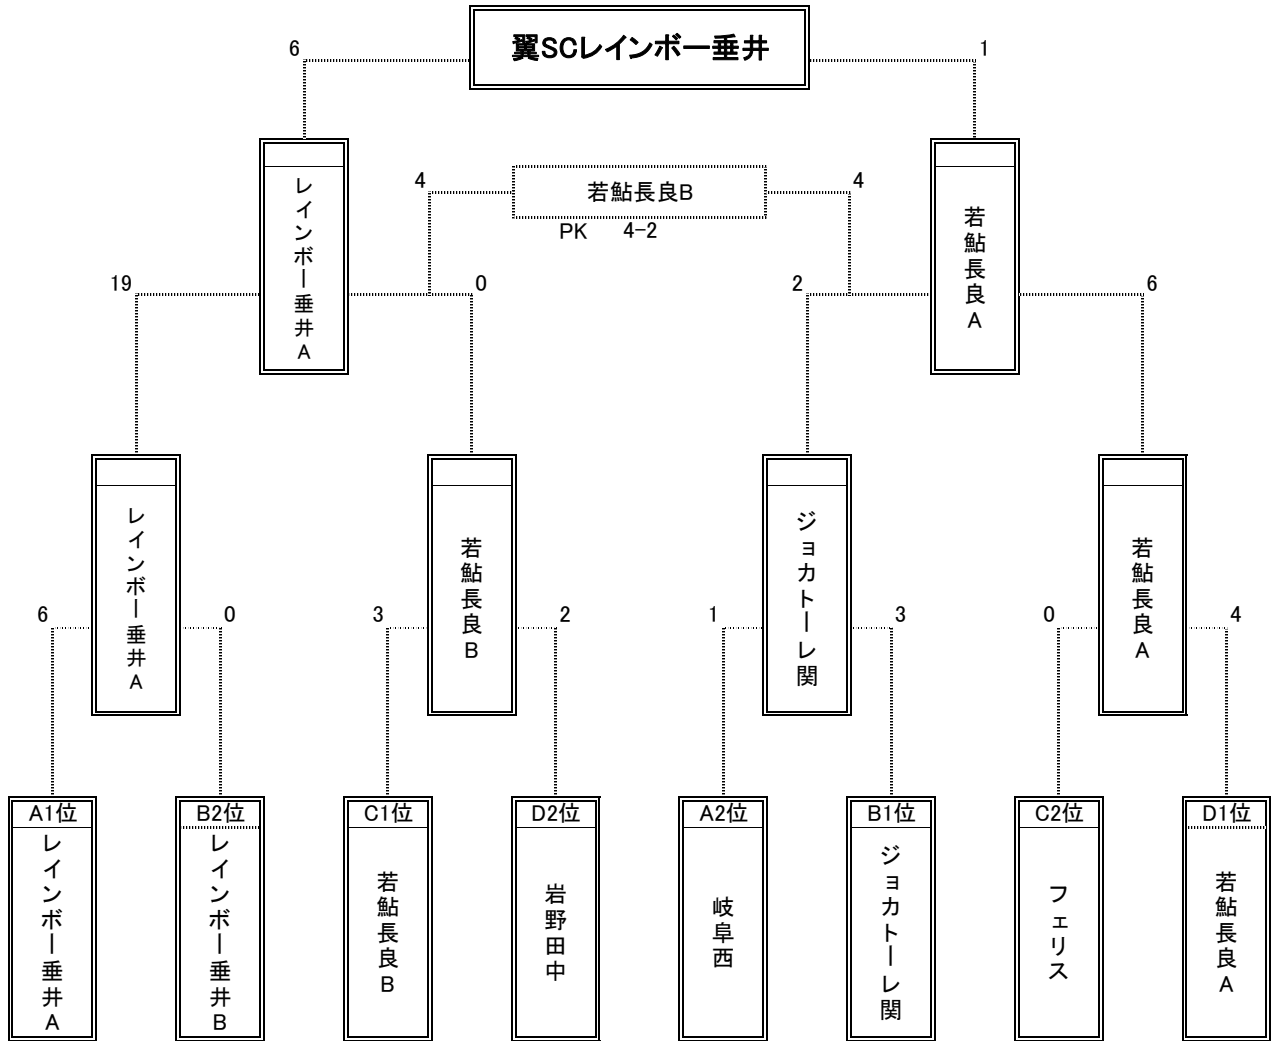 翼SCレインボー垂井
6
1
レインボー垂井A
4
若鮎長良B
4
PK 4-2
若鮎長良A
19
0
2
6
レインボー垂井A
若鮎長良B
ジョカトーレ関
若鮎長良A
6
0
3
2
1
3
0
4
A1位
B2位
C1位
D2位
A2位
B1位
C2位
D1位
レインボー垂井A
レインボー垂井B
若鮎長良B
岩野田中
岐阜西
ジョカトーレ関
フェリス
若鮎長良A